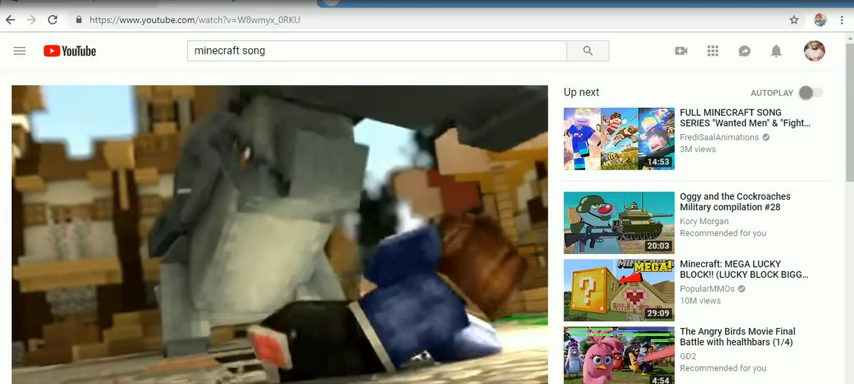 https://www.youtube.com/watch?v=W8wmyx_0RKU
YouTube
minecraft song
Up next
AUTOPLAY
FULL MINECRAFT SONG
SERIES "Wanted Men" & "Fight...
FrediSaalAnimations
3M views
14:53
Oggy and the Cockroaches
Military compilation #28
Kory Morgan
Recommended for you
20:03
MEGA!
Minecraft: MEGA LUCKY
BLOCK!! (LUCKY BLOCK BIGG...
PopularMMOs
10M views
?
29:09
The Angry Birds Movie Final
Battle with healthbars (1/4)
GD2
Recommended for you
4:54